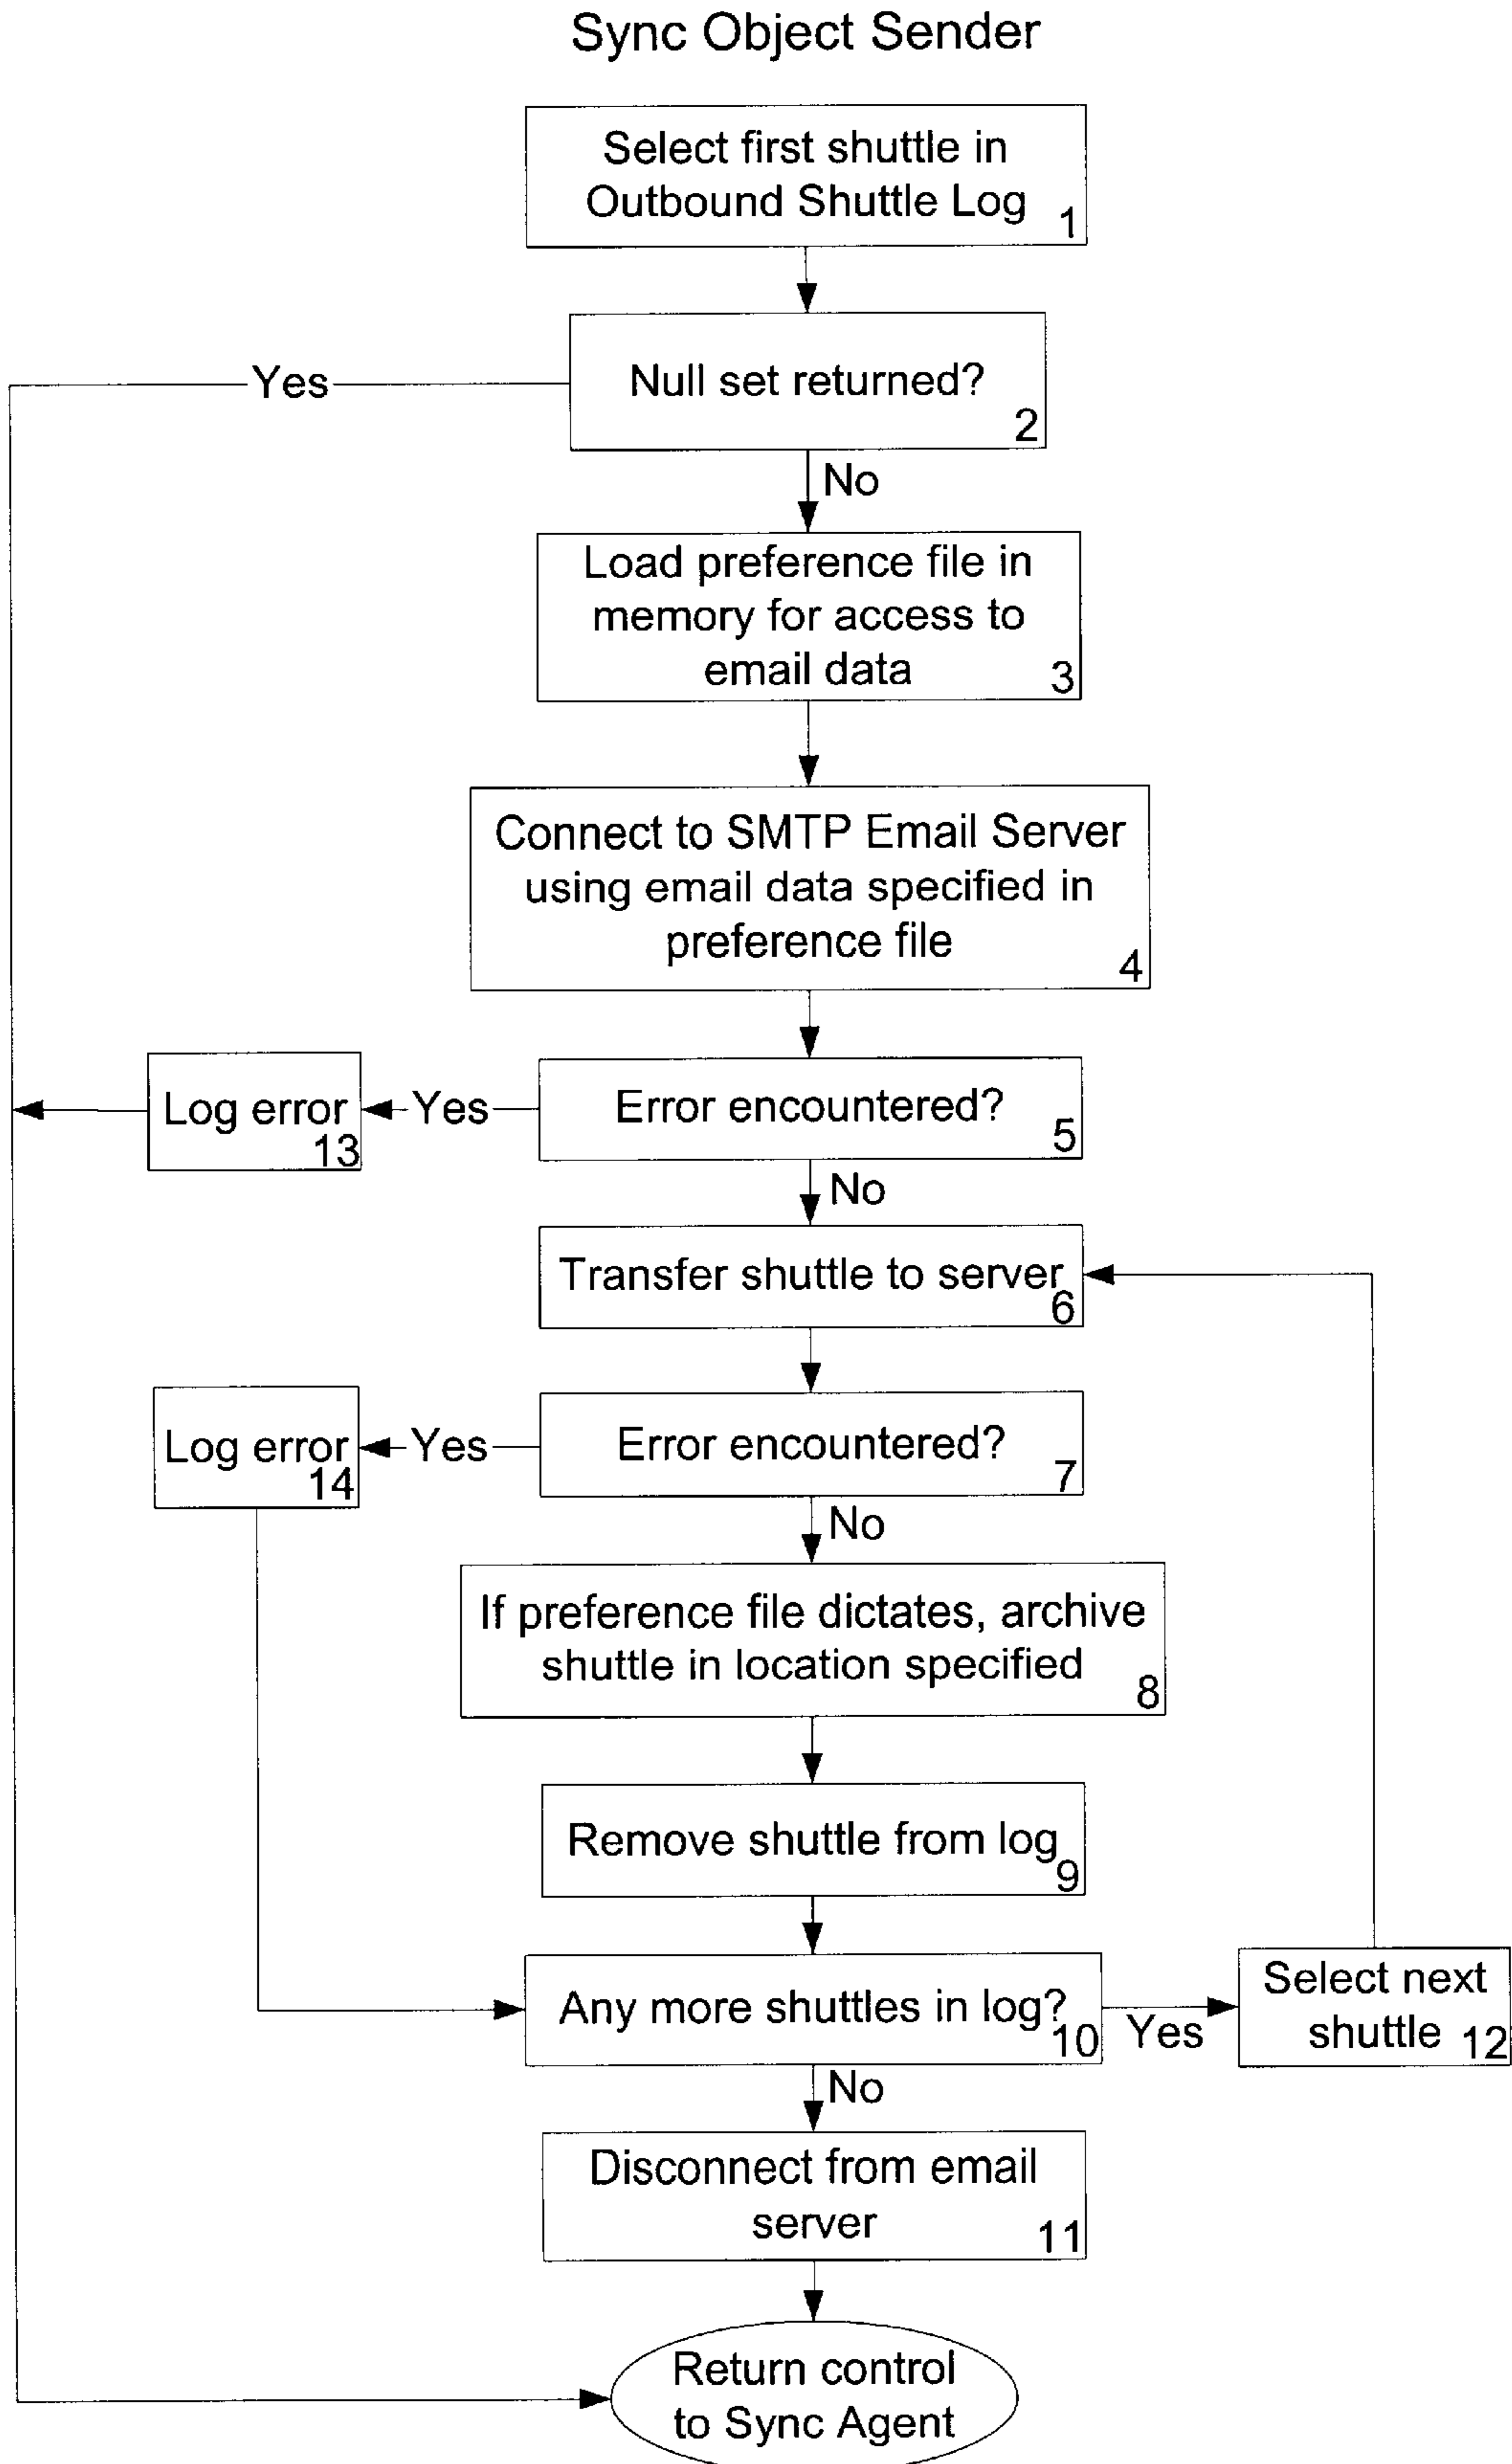 Sync Object Sender
Select first shuttle in
Outbound Shuttle Log
1
Yes
Null set returned?
2
No
Load preference file in
memory for access to
email data
3
Connect to SMTP Email Server
using email data specified in
preference file
4
Log error
13
Yes
Error encountered?
5
No
Transfer shuttle to server
6
Log error
14
Yes
Error encountered?
7
No
If preference file dictates, archive
shuttle in location specified
8
Remove shuttle from log
9
Any more shuttles in log?
10
Yes
Select next
shuttle
12
No
Disconnect from email
server
11
Return control
to Sync Agent